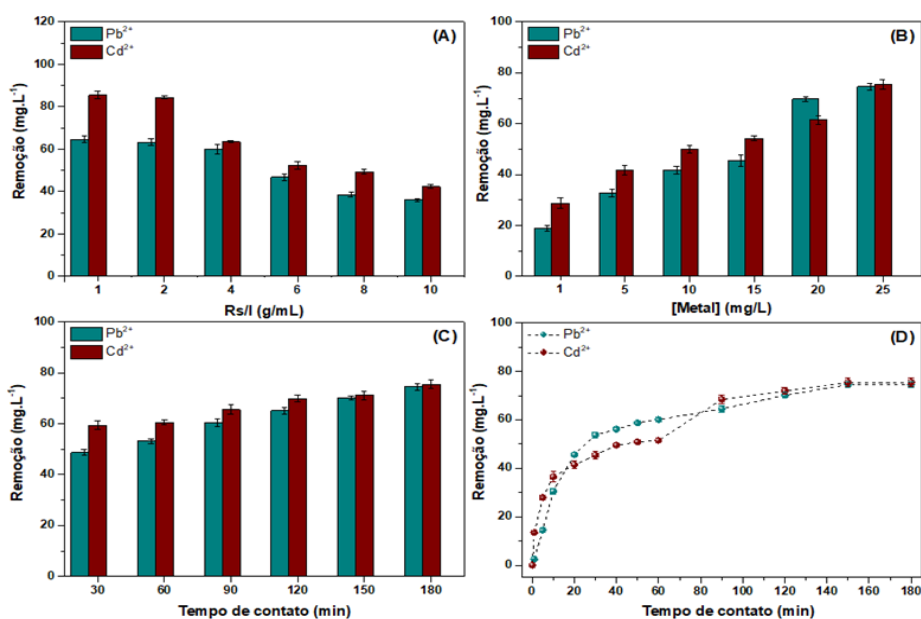 120
100
80
60
40
20
0
Remoção (mg.L⁻¹)
Pb²⁺
Cd²⁺
(A)
1 2 4 6 8 10
Rs/l (g/mL)
100
80
60
40
20
0
Remoção (mg.L⁻¹)
Pb²⁺
Cd²⁺
(B)
1 5 10 15 20 25
[Metal] (mg/L)
100
80
60
40
20
0
Remoção (mg.L⁻¹)
Pb²⁺
Cd²⁺
(C)
30 60 90 120 150 180
Tempo de contato (min)
100
80
60
40
20
0
Remoção (mg.L⁻¹)
Pb²⁺
Cd²⁺
(D)
0 20 40 60 80 100 120 140 160 180
Tempo de contato (min)